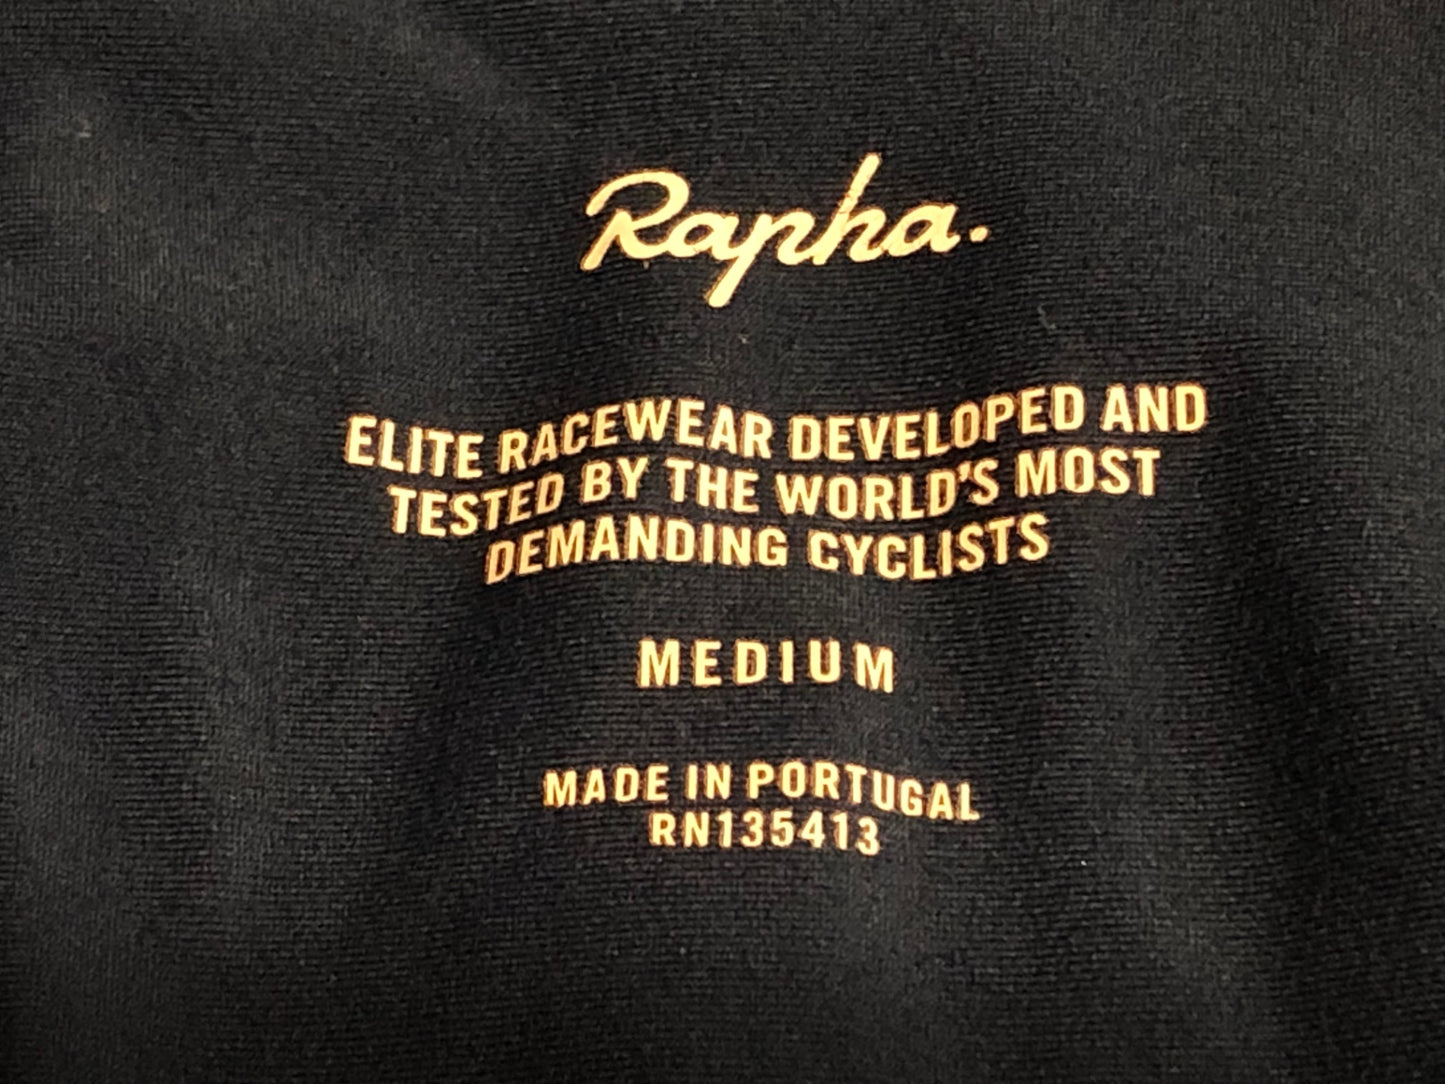 Rapha.
ELITE RACEWEAR DEVELOPED AND
TESTED BY THE WORLD'S MOST
DEMANDING CYCLISTS
MEDIUM
MADE IN PORTUGAL
RN135413